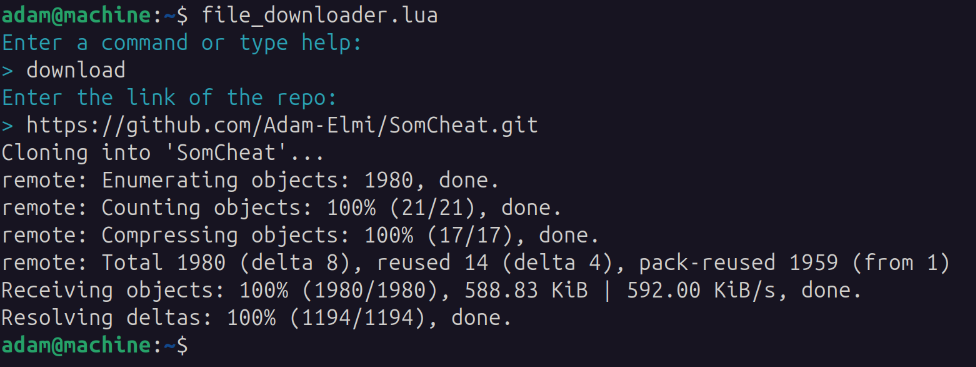 adam@machine:~$ file_downloader.lua
Enter a command or type help:
> download
Enter the link of the repo:
> https://github.com/Adam-Elmi/SomCheat.git
Cloning into 'SomCheat'...
remote: Enumerating objects: 1980, done.
remote: Counting objects: 100% (21/21), done.
remote: Compressing objects: 100% (17/17), done.
remote: Total 1980 (delta 8), reused 14 (delta 4), pack-reused 1959 (from 1)
Receiving objects: 100% (1980/1980), 588.83 KiB | 592.00 KiB/s, done.
Resolving deltas: 100% (1194/1194), done.
adam@machine:~$